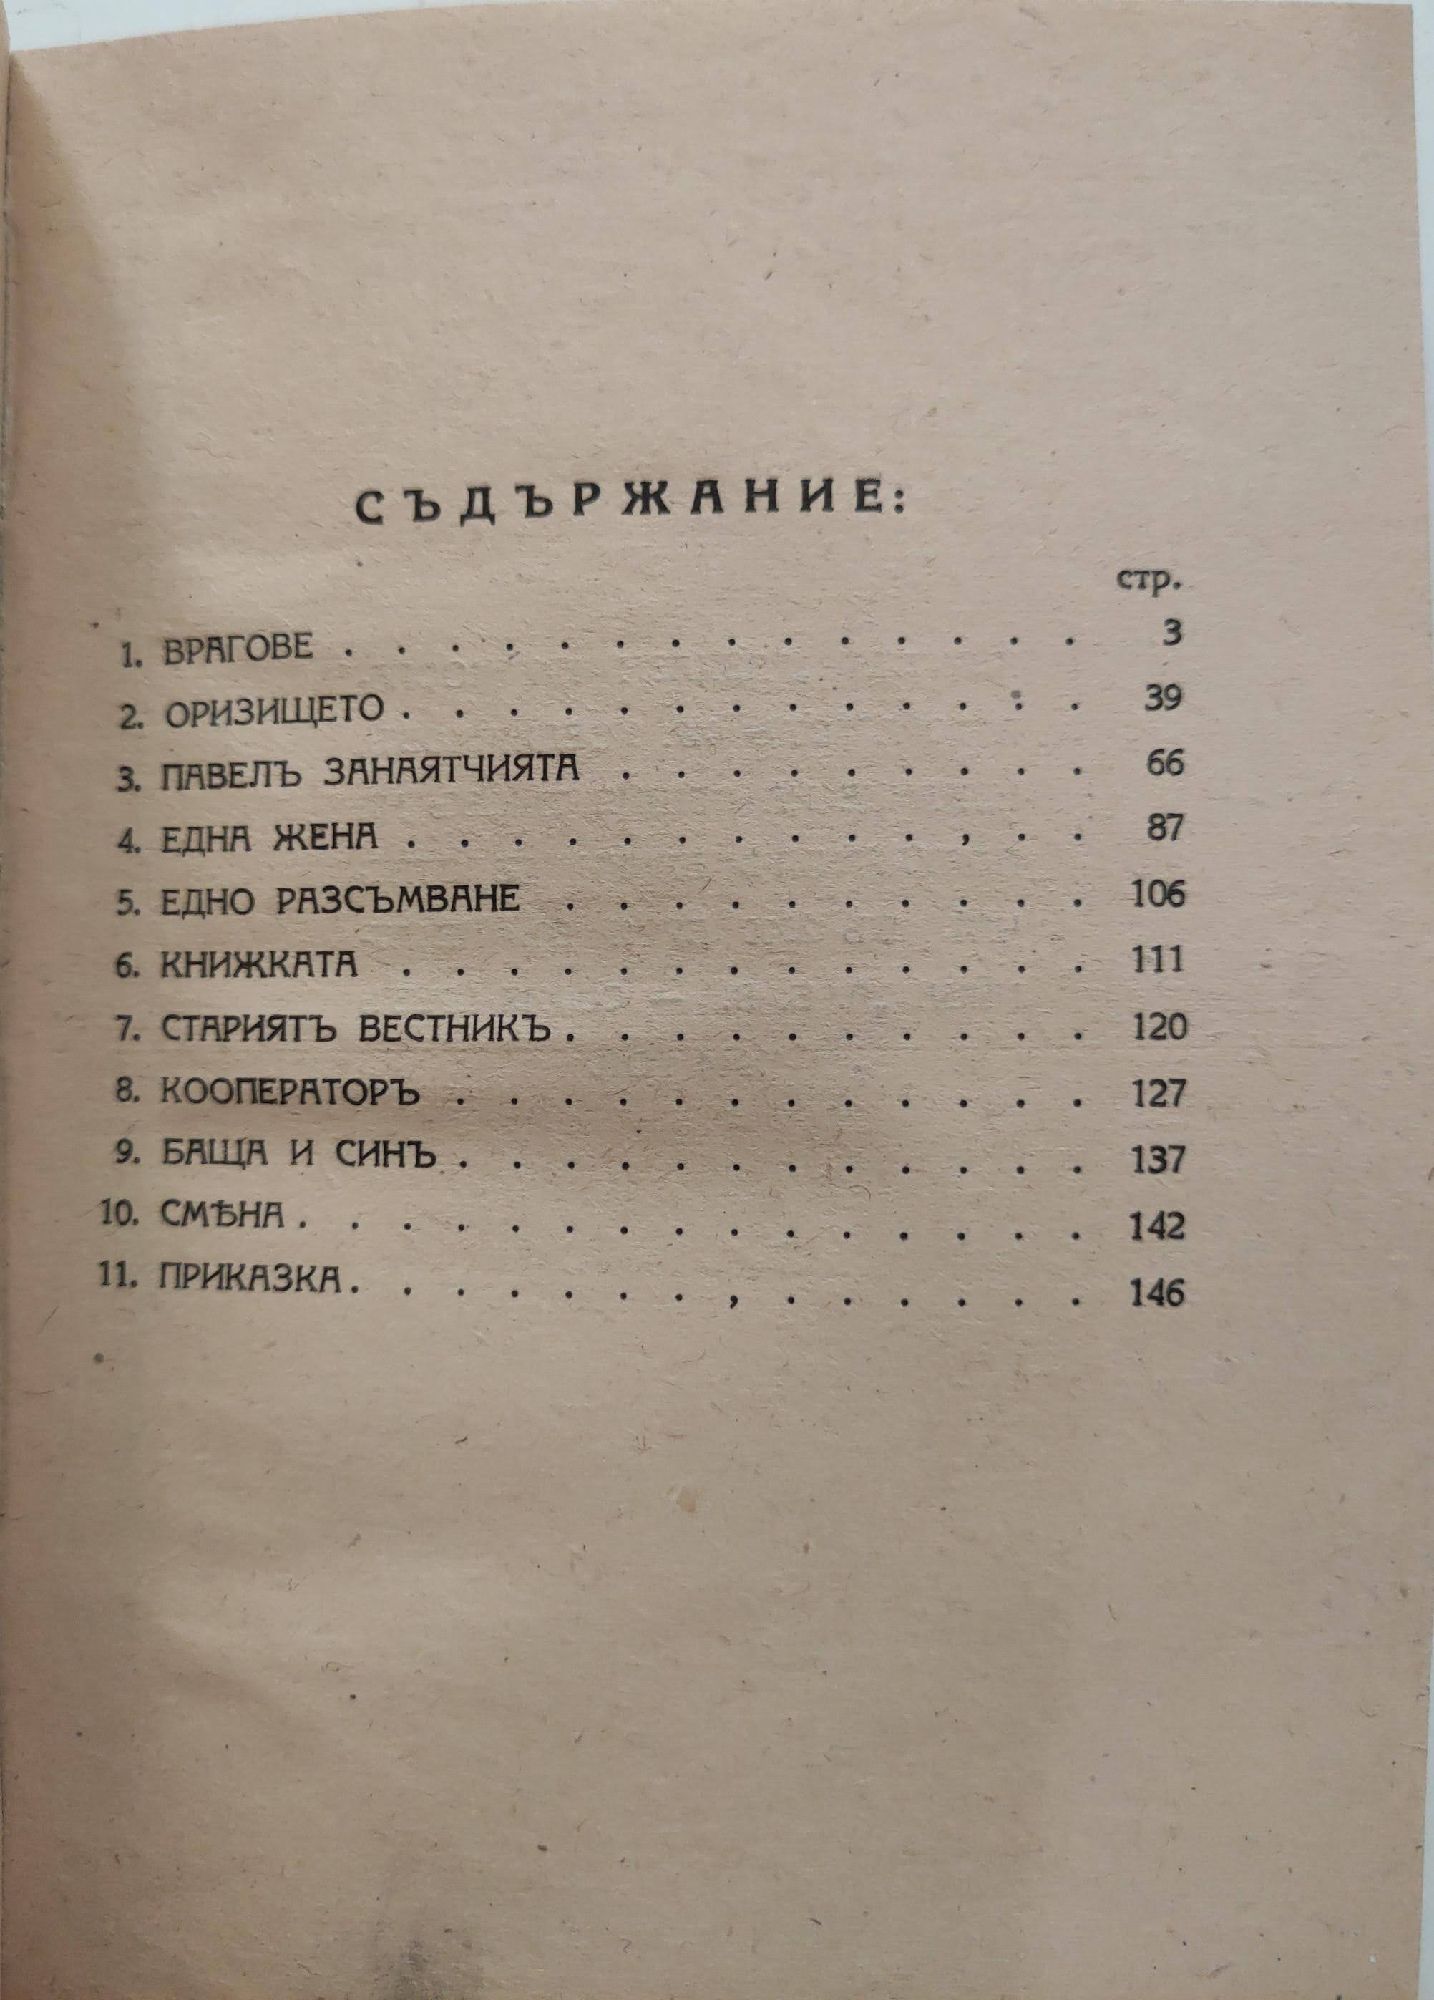 СЪДЪРЖАНИЕ:
стр.
1. ВРАГОВЕ . . . . . . . . . . . . . . 3
2. ОРИЗИЩЕТО . . . . . . . . . . . : . 39
3. ПАВЕЛЪ ЗАНАЯТЧИЯТА . . . . . . . . . 66
4. ЕДНА ЖЕНА . . . . . . . . . . , . . 87
5. ЕДНО РАЗСЪМВАНЕ . . . . . . . . . . 106
6. КНИЖКАТА . . . . . . . . . . . . . 111
7. СТАРИЯТЪ ВЕСТНИКЪ . . . . . . . . . . 120
8. КООПЕРАТОРЪ . . . . . . . . . . . . 127
9. БАЩА И СИНЪ . . . . . . . . . . . . 137
10. СМѢНА . . . . . . . . . . . . . . . 142
11. ПРИКАЗКА . . . . . . . , . . . . . . 146